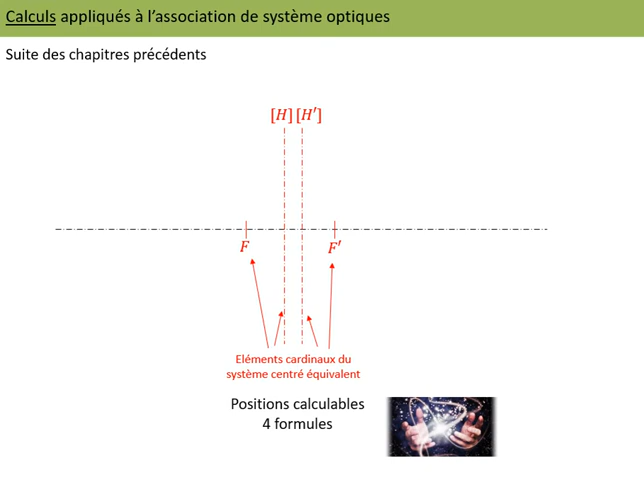 Calculs appliqués à l’association de système optiques
Suite des chapitres précédents
[H] [H′]
F F′
Eléments cardinaux du
système centré équivalent
Positions calculables
4 formules